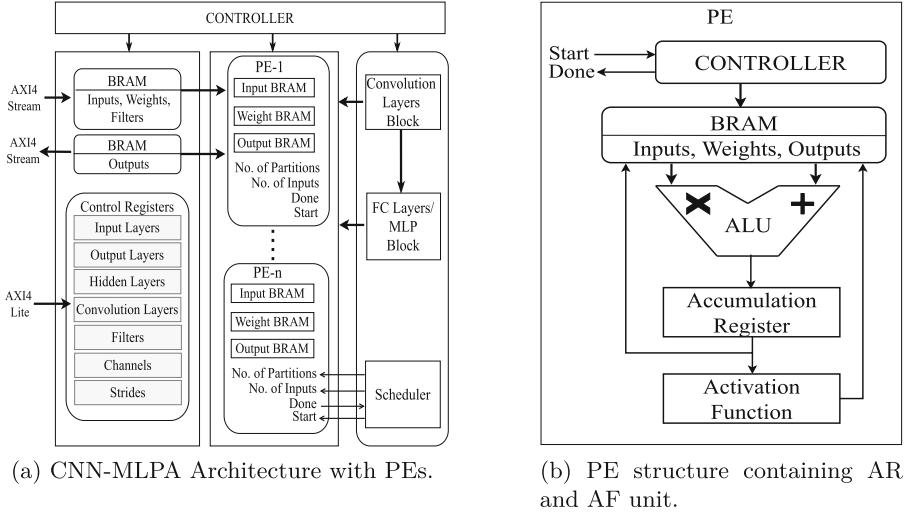 CONTROLLER
AXI4
Stream
BRAM
Inputs, Weights,
Filters
AXI4
Stream
BRAM
Outputs
Control Registers
Input Layers
Output Layers
Hidden Layers
Convolution Layers
Filters
Channels
Strides
AXI4
Lite
PE-1
Input BRAM
Weight BRAM
Output BRAM
No. of Partitions
No. of Inputs
Done
Start
PE-n
Input BRAM
Weight BRAM
Output BRAM
No. of Partitions
No. of Inputs
Done
Start
Convolution
Layers
Block
FC Layers/
MLP
Block
Scheduler
(a) CNN-MLPA Architecture with PEs.
PE
Start
Done
CONTROLLER
BRAM
Inputs, Weights, Outputs
× +
ALU
Accumulation
Register
Activation
Function
(b) PE structure containing AR
and AF unit.